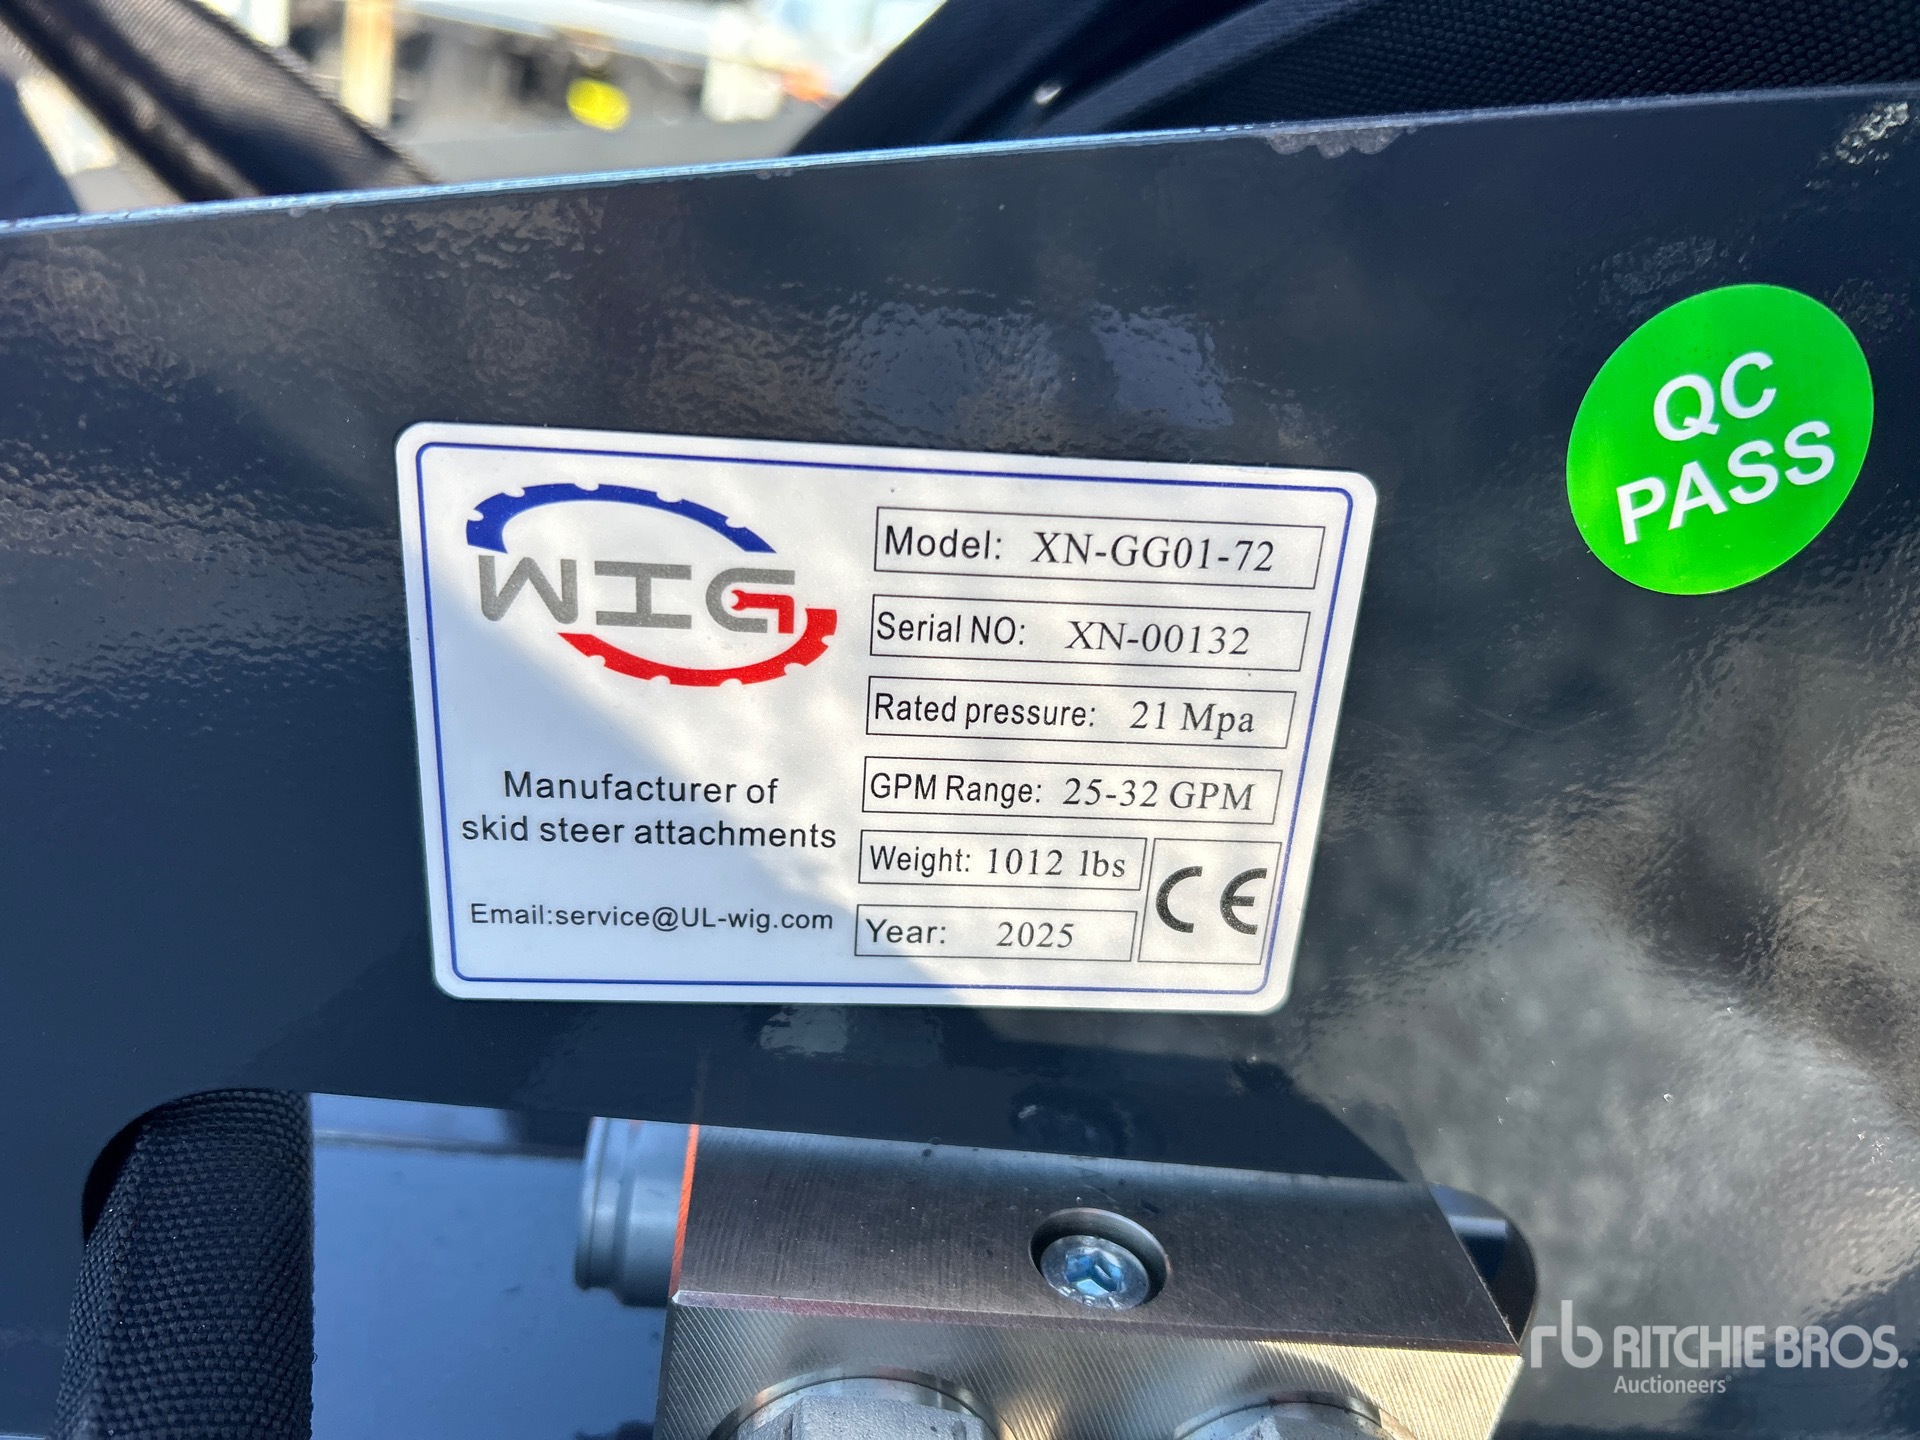 QC
PASS
WIG
Manufacturer of
skid steer attachments
Email:service@UL-wig.com
Model: XN-GG01-72
Serial NO: XN-00132
Rated pressure: 21 Mpa
GPM Range: 25-32 GPM
Weight: 1012 lbs
Year: 2025
CE
rb RITCHIE BROS.
Auctioneers